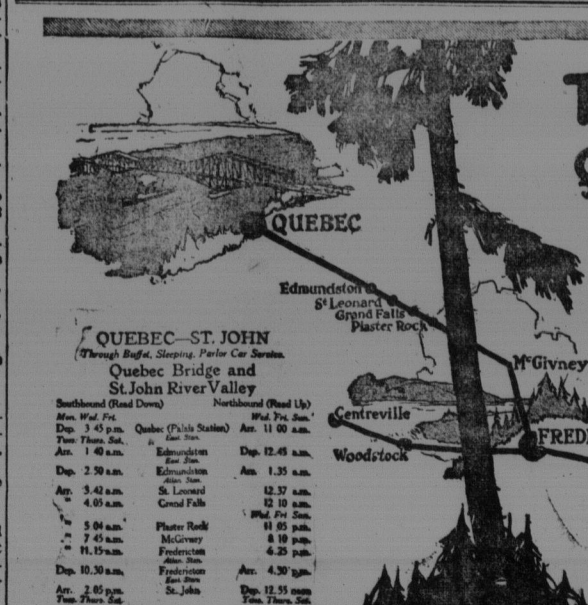 QUEBEC
Edmundston
St Leonard
Grand Falls
Plaster Rock
McGivney
Centreville
Woodstock
FRED
QUEBEC—ST. JOHN
Through Buffet, Sleeping, Parlor Car Service.
Quebec Bridge and
St. John River Valley
Southbound (Read Down) Northbound (Read Up)
Mon. Wed. Fri. Wed. Fri. Sun.
Dep. 3 45 p.m. Quebec (Palais Station) Arr. 11 00 a.m.
Tues. Thurs. Sat. East. Stan.
Arr. 1 40 a.m. Edmundston Dep. 12.45 a.m.
East. Stan.
Dep. 2.50 a.m. Edmundston Arr. 1.35 a.m.
Atlan. Stan.
Arr. 3.42 a.m. St. Leonard 12.37 a.m.
" 4.05 a.m. Grand Falls 12 10 a.m.
Wed. Fri Sun.
" 5 04 a.m. Plaster Rock 11 05 p.m.
" 7 45 a.m. McGivney 8 10 p.m.
" 11.15 a.m. Fredericton 6.25 p.m.
Atlan. Stan.
Dep. 10.30 a.m. Fredericton Arr. 4.30 p.m.
East. Stan.
Arr. 2.05 p.m. St. John Dep. 12.55 noon
Tues. Thurs. Sat. Tues. Thurs. Sat.